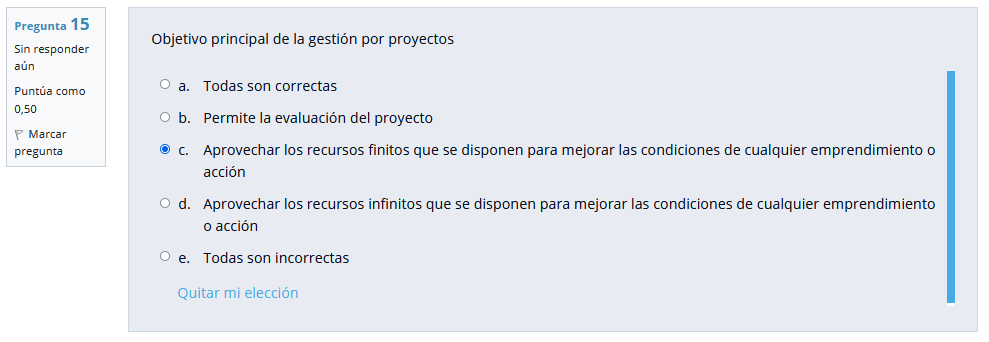 Pregunta 15
Sin responder
aún
Puntúa como
0,50
Marcar
pregunta
Objetivo principal de la gestión por proyectos
a. Todas son correctas
b. Permite la evaluación del proyecto
c. Aprovechar los recursos finitos que se disponen para mejorar las condiciones de cualquier emprendimiento o
acción
d. Aprovechar los recursos infinitos que se disponen para mejorar las condiciones de cualquier emprendimiento
o acción
e. Todas son incorrectas
Quitar mi elección